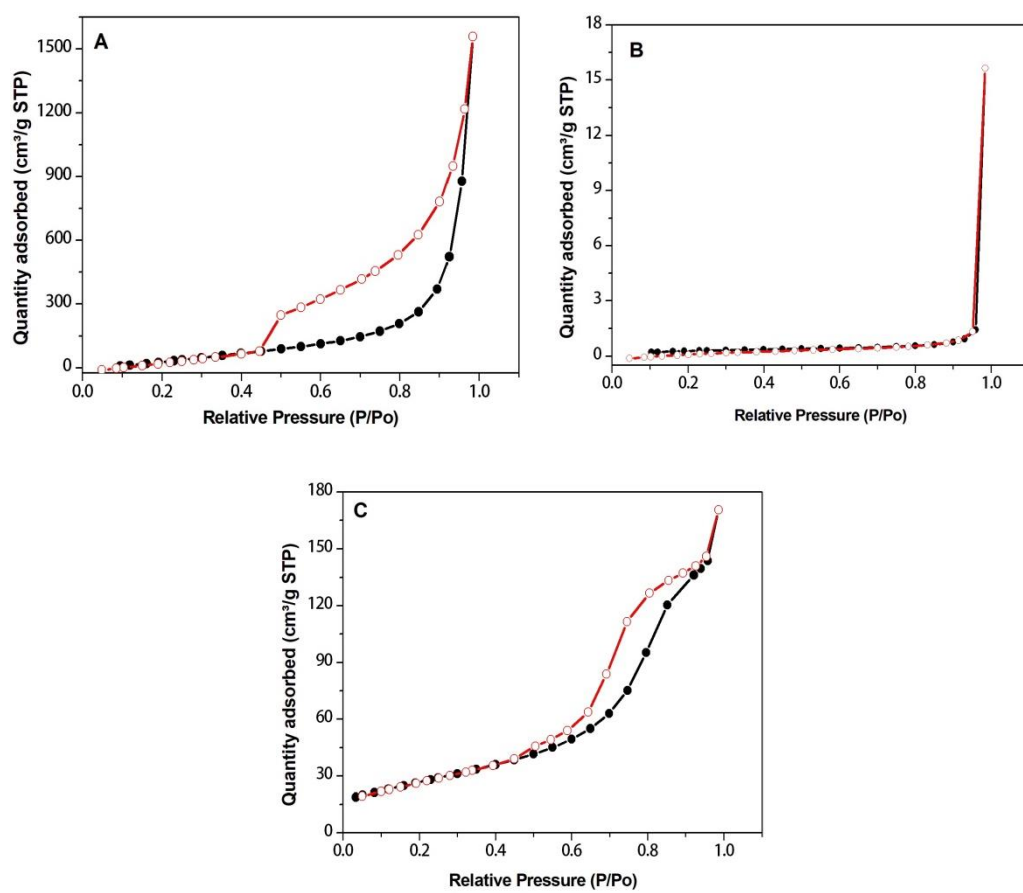 A
Quantity adsorbed (cm³/g STP)
1500
1200
900
600
300
0
0.0 0.2 0.4 0.6 0.8 1.0
Relative Pressure (P/Po)
B
Quantity adsorbed (cm³/g STP)
18
15
12
9
6
3
0
0.0 0.2 0.4 0.6 0.8 1.0
Relative Pressure (P/Po)
C
Quantity adsorbed (cm³/g STP)
180
150
120
90
60
30
0
0.0 0.2 0.4 0.6 0.8 1.0
Relative Pressure (P/Po)